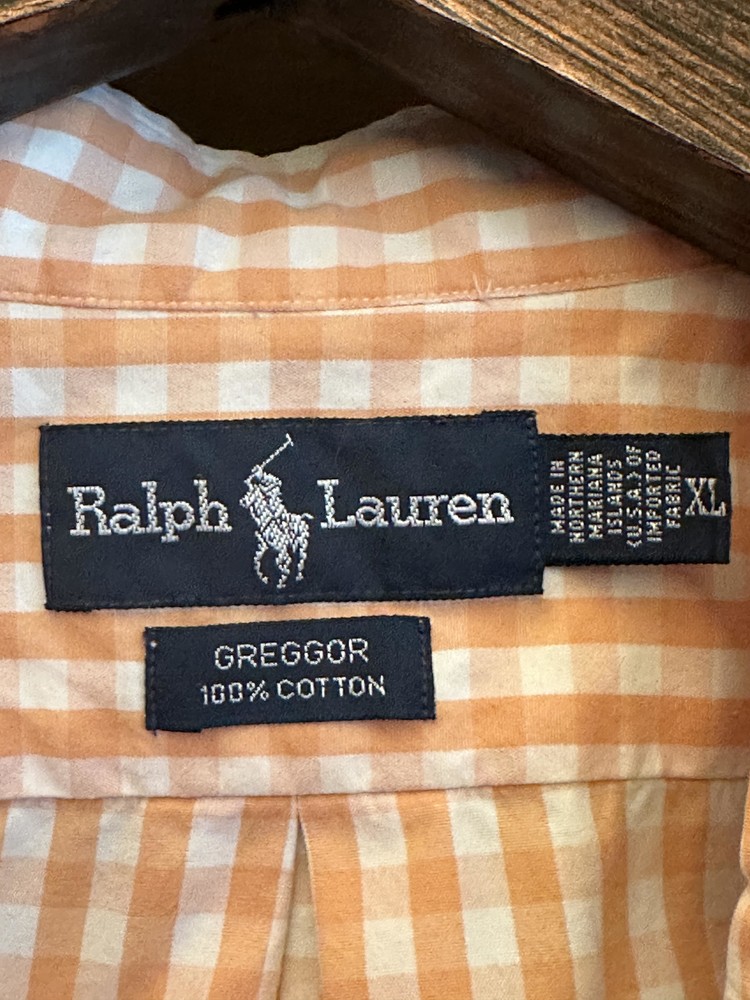 Ralph Lauren
MADE IN
NORTHERN
MARIANA
ISLANDS
(U.S.A.) OF
IMPORTED
FABRIC
XL
GREGGOR
100% COTTON